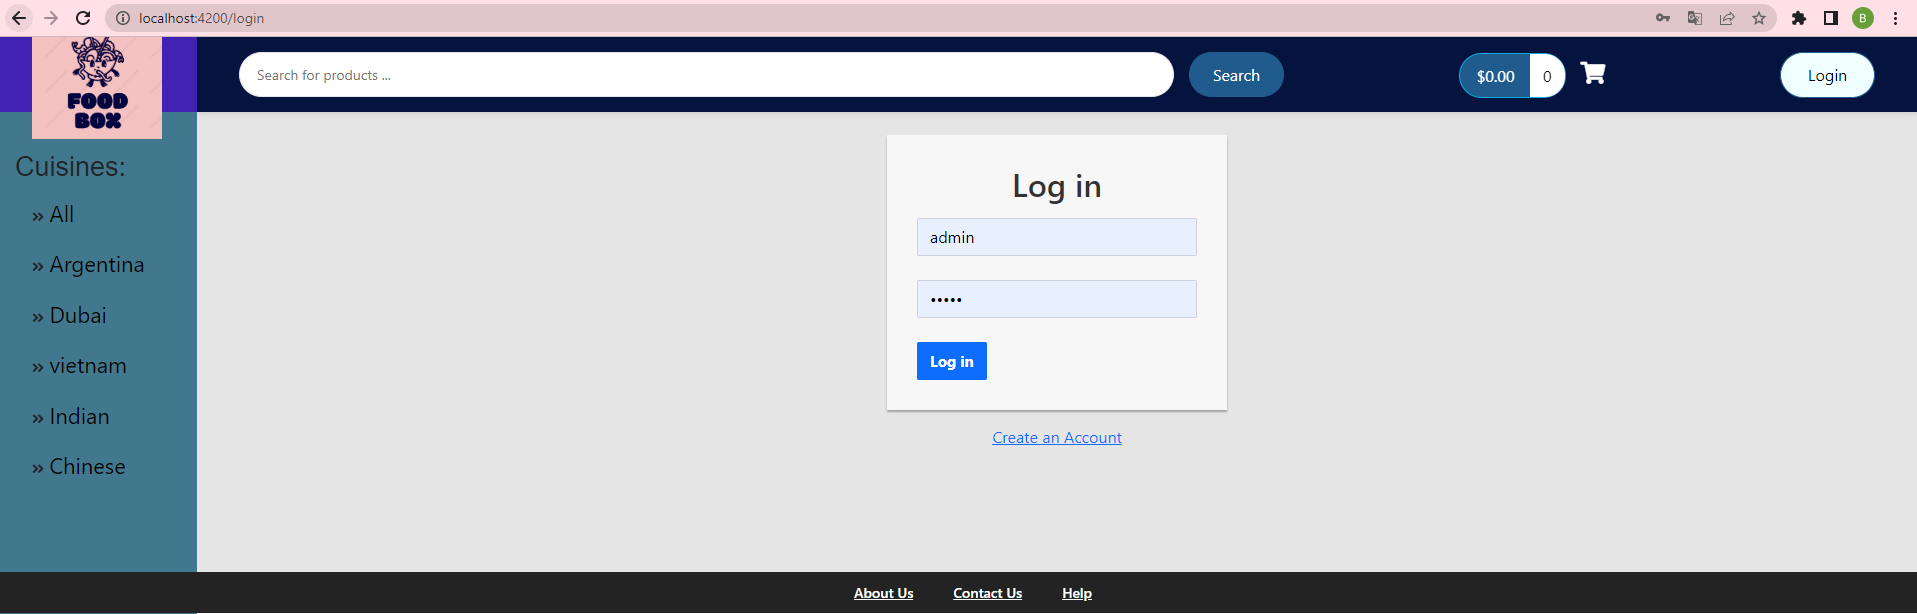 localhost:4200/login
B
FOOD
BOX
Search for products ...
Search
$0.00
0
Login
Cuisines:
» All
» Argentina
» Dubai
» vietnam
» Indian
» Chinese
Log in
admin
•••••
Log in
Create an Account
About Us
Contact Us
Help